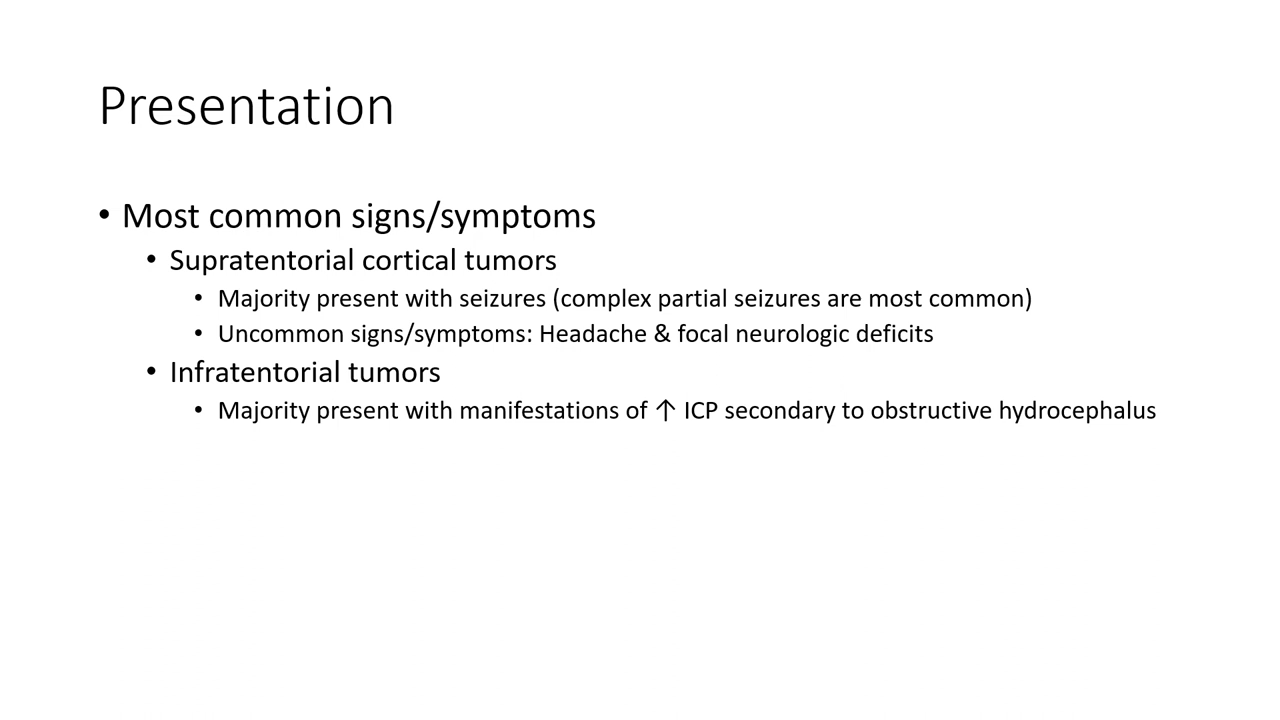 Presentation
• Most common signs/symptoms
• Supratentorial cortical tumors
• Majority present with seizures (complex partial seizures are most common)
• Uncommon signs/symptoms: Headache & focal neurologic deficits
• Infratentorial tumors
• Majority present with manifestations of ↑ ICP secondary to obstructive hydrocephalus